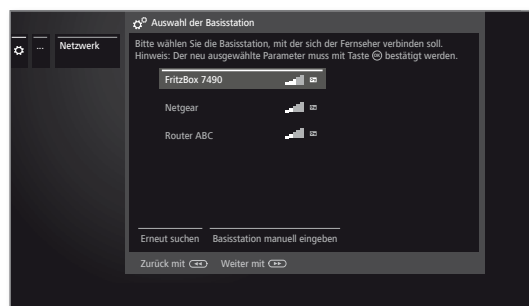 Auswahl der Basisstation
... Netzwerk
Bitte wählen Sie die Basisstation, mit der sich der Fernseher verbinden soll.
Hinweis: Der neu ausgewählte Parameter muss mit Taste OK bestätigt werden.
FritzBox 7490
Netgear
Router ABC
Erneut suchen Basisstation manuell eingeben
Zurück mit Weiter mit